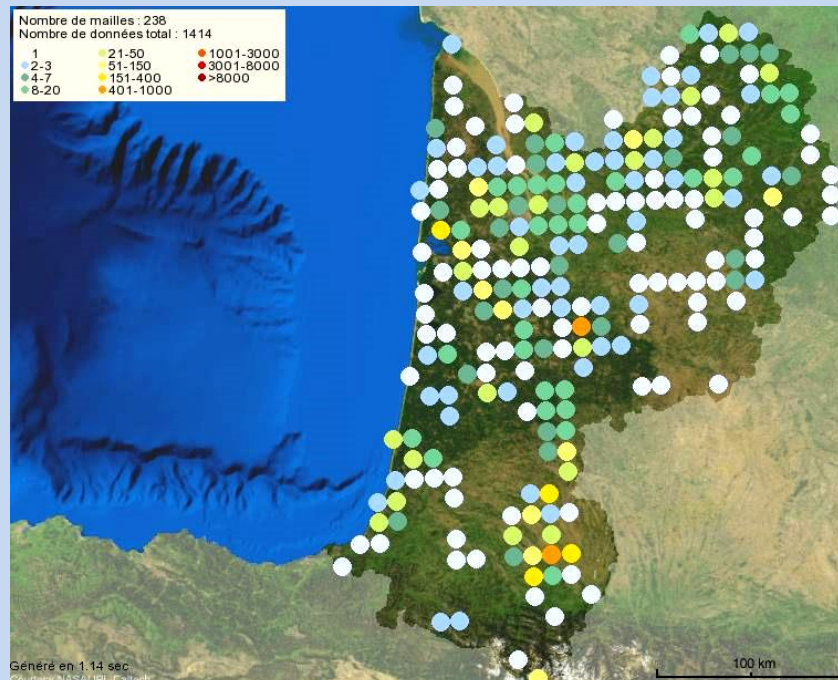 Nombre de mailles : 238
Nombre de données total : 1414
1
2-3
4-7
8-20
21-50
51-150
151-400
401-1000
1001-3000
3001-8000
>8000
Généré en 1.14 sec
100 km